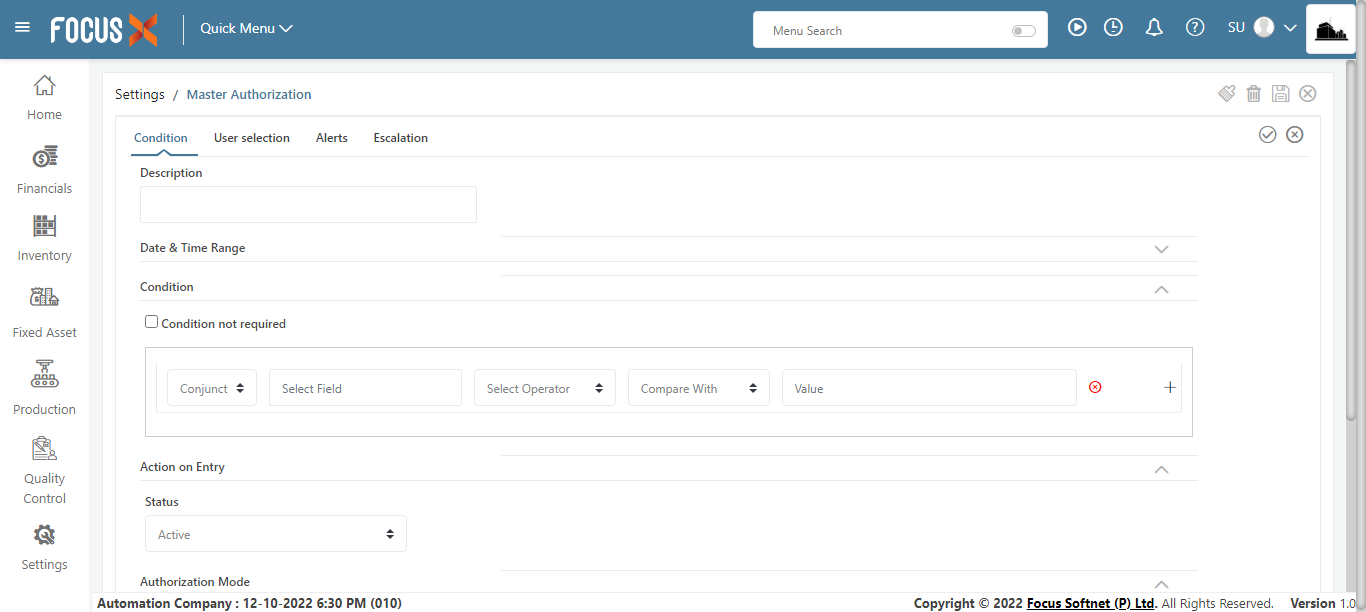 FOCUS X
Quick Menu
Menu Search
SU
Home
Financials
Inventory
Fixed Asset
Production
Quality
Control
Settings
Settings / Master Authorization
Condition User selection Alerts Escalation
Description
Date & Time Range
Condition
Condition not required
Conjunct Select Field Select Operator Compare With Value
Action on Entry
Status
Active
Authorization Mode
Automation Company : 12-10-2022 6:30 PM (010)
Copyright © 2022 Focus Softnet (P) Ltd. All Rights Reserved. Version 1.0